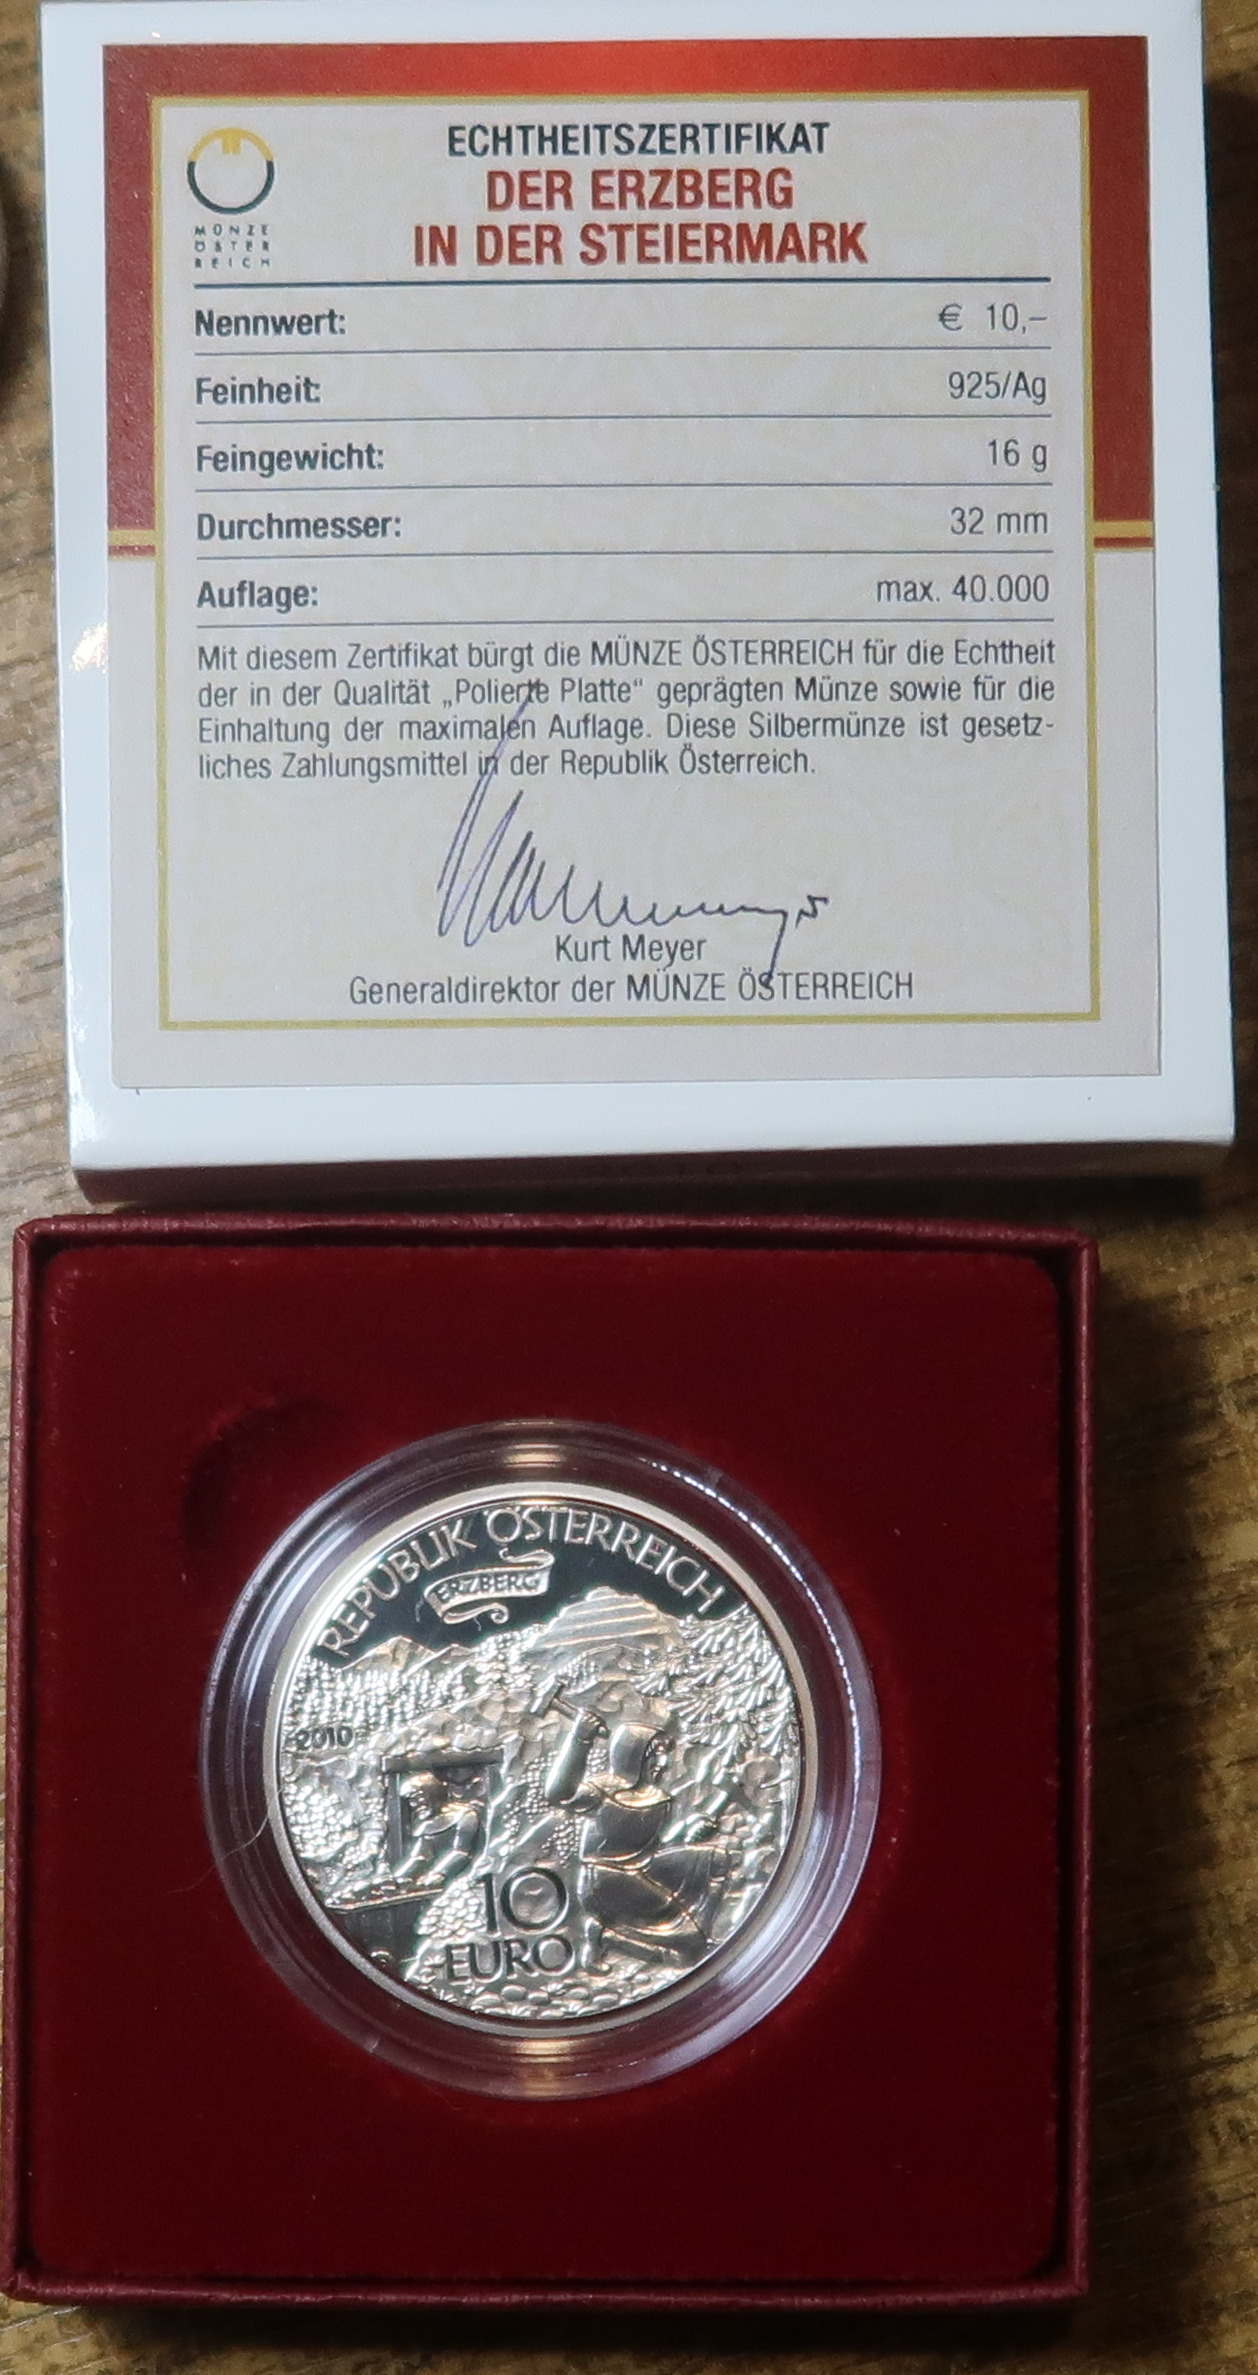 MÜNZE
ÖSTER
REICH
ECHTHEITSZERTIFIKAT
DER ERZBERG
IN DER STEIERMARK
Nennwert: € 10,–
Feinheit: 925/Ag
Feingewicht: 16 g
Durchmesser: 32 mm
Auflage: max. 40.000
Mit diesem Zertifikat bürgt die MÜNZE ÖSTERREICH für die Echtheit
der in der Qualität „Polierte Platte“ geprägten Münze sowie für die
Einhaltung der maximalen Auflage. Diese Silbermünze ist gesetz-
liches Zahlungsmittel in der Republik Österreich.
Kurt Meyer
Generaldirektor der MÜNZE ÖSTERREICH
REPUBLIK ÖSTERREICH
ERZBERG
2010
10
EURO